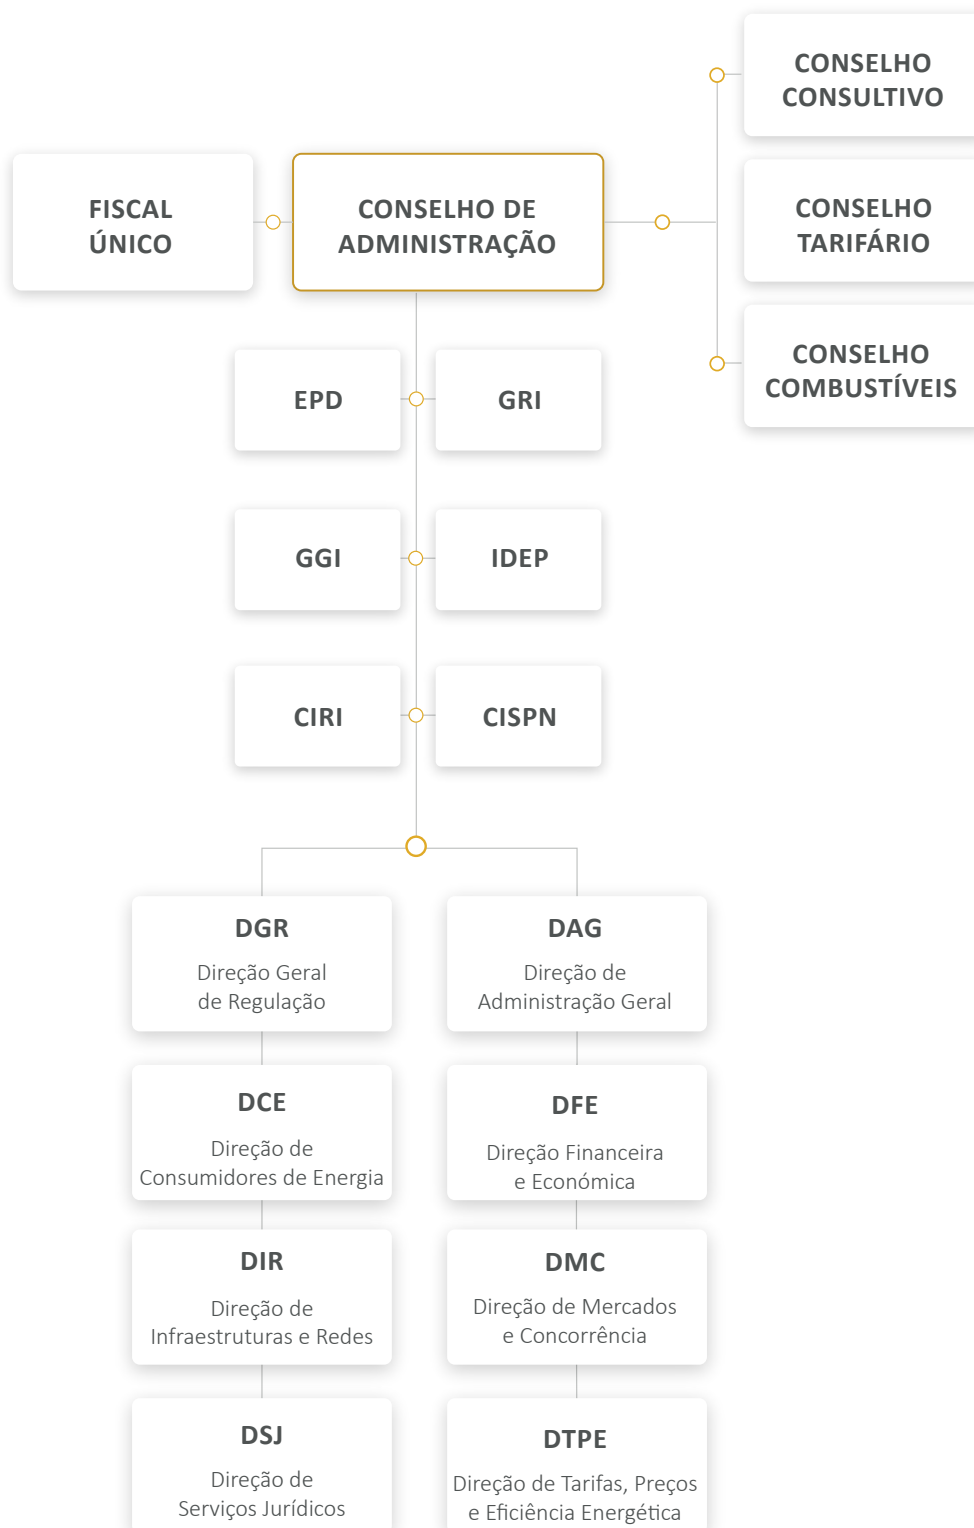 CONSELHO
CONSULTIVO
FISCAL
ÚNICO
CONSELHO DE
ADMINISTRAÇÃO
CONSELHO
TARIFÁRIO
CONSELHO
COMBUSTÍVEIS
EPD
GRI
GGI
IDEP
CIRI
CISPN
DGR
Direção Geral
de Regulação
DAG
Direção de
Administração Geral
DCE
Direção de
Consumidores de Energia
DFE
Direção Financeira
e Económica
DIR
Direção de
Infraestruturas e Redes
DMC
Direção de Mercados
e Concorrência
DSJ
Direção de
Serviços Jurídicos
DTPE
Direção de Tarifas, Preços
e Eficiência Energética